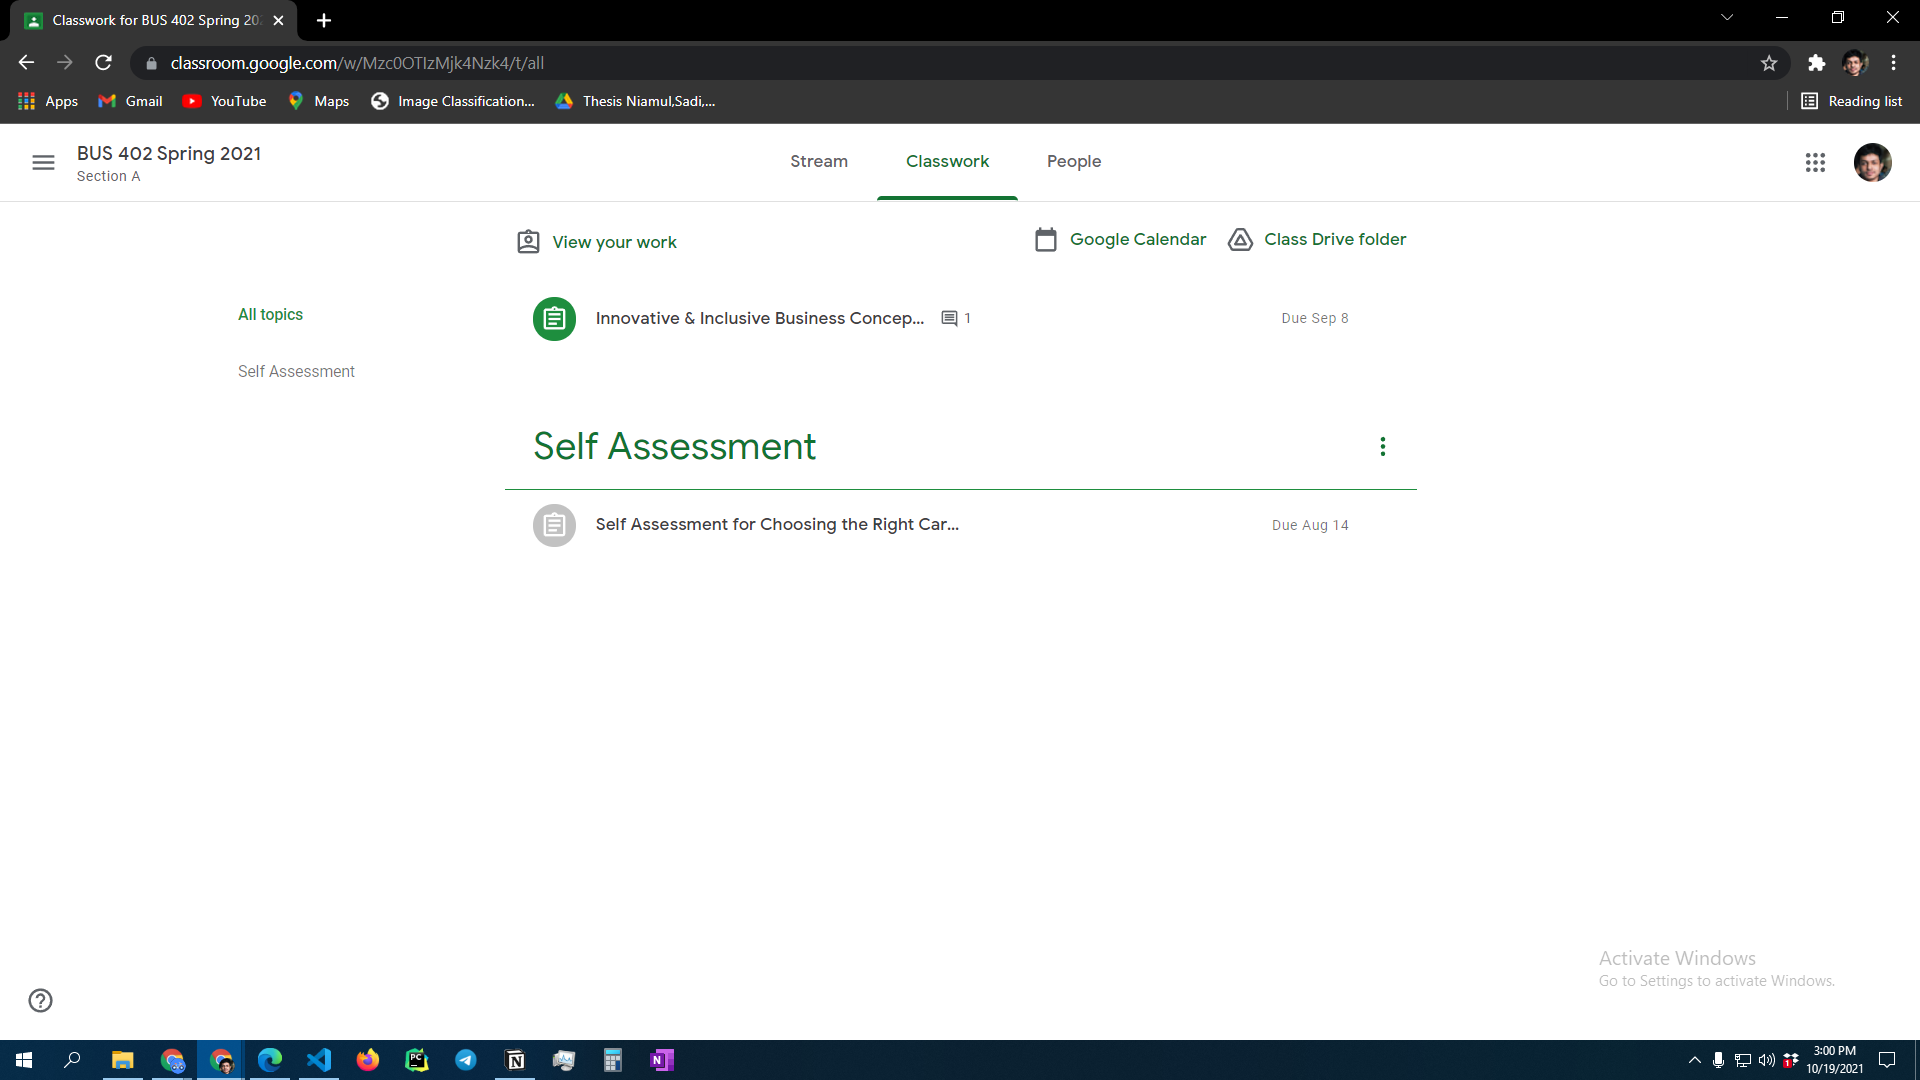 Classwork for BUS 402 Spring 202
classroom.google.com/w/Mzc0OTIzMjk4Nzk4/t/all
Apps
Gmail
YouTube
Maps
Image Classification...
Thesis Niamul,Sadi,...
Reading list
BUS 402 Spring 2021
Section A
Stream
Classwork
People
View your work
Google Calendar
Class Drive folder
All topics
Self Assessment
Innovative & Inclusive Business Concep...
1
Due Sep 8
Self Assessment
Self Assessment for Choosing the Right Car...
Due Aug 14
Activate Windows
Go to Settings to activate Windows.
PC
N
N
1
3:00 PM
10/19/2021